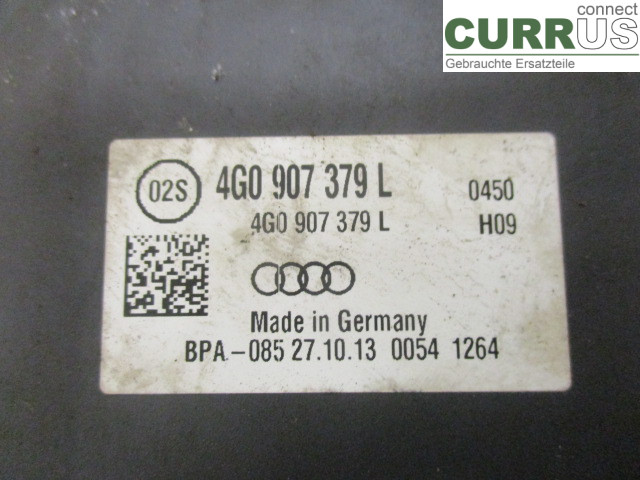 connect
CURRUS
Gebrauchte Ersatzteile
02S 4G0 907 379 L 0450
4G0 907 379 L H09
Made in Germany
BPA-085 27.10.13 0054 1264